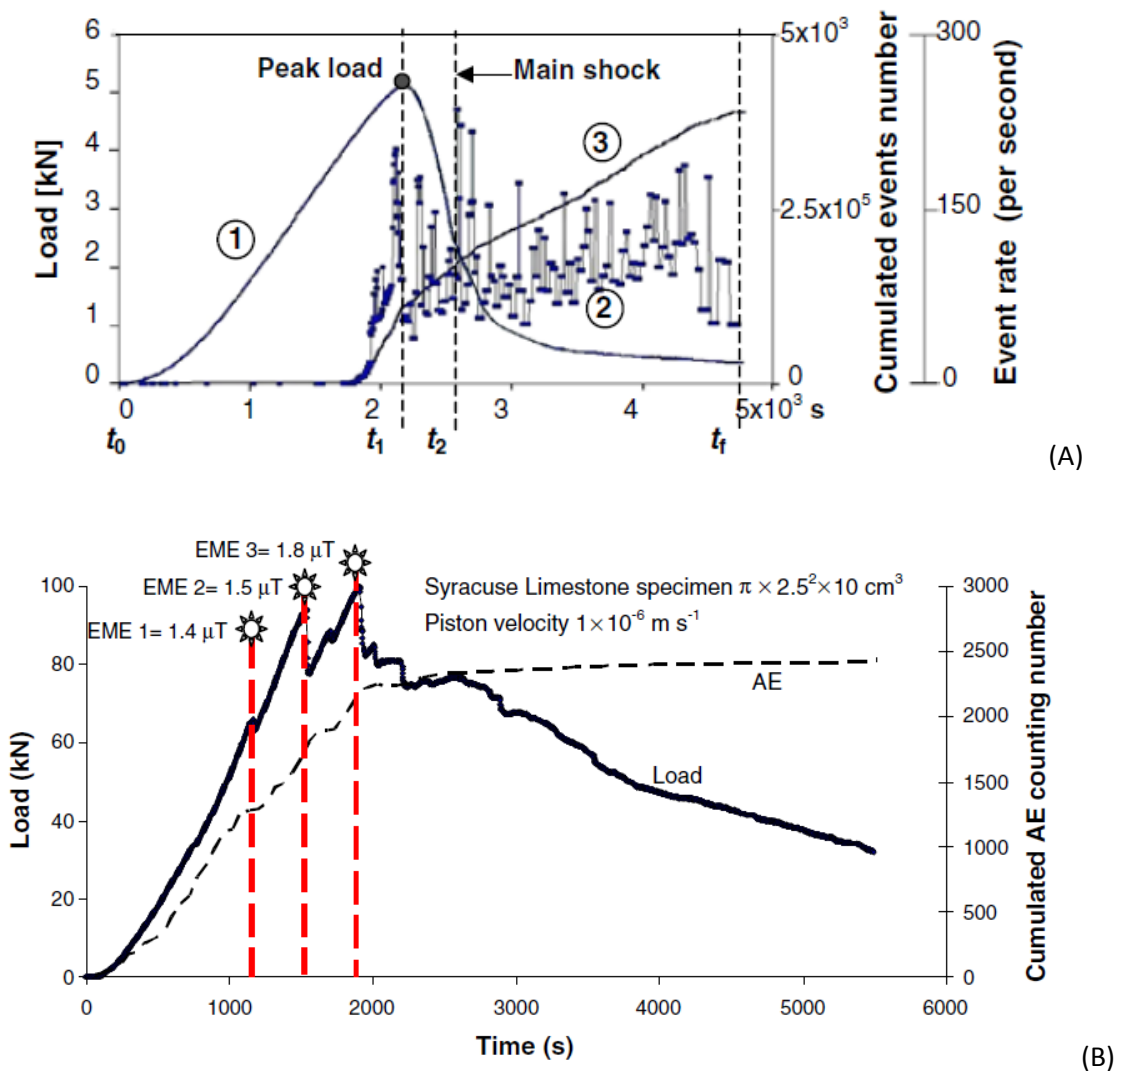 6
5
4
3
2
1
0
Load [kN]
Peak load
Main shock
1
2
3
5x10³
2.5x10⁵
0
Cumulated events number
300
150
0
Event rate (per second)
0 1 2 3 4 5x10³ s
t₀ t₁ t₂ t_f
(A)
EME 3= 1.8 µT
EME 2= 1.5 µT
EME 1= 1.4 µT
Syracuse Limestone specimen π × 2.5²×10 cm³
Piston velocity 1×10⁻⁶ m s⁻¹
100
80
60
40
20
0
Load (kN)
AE
Load
3000
2500
2000
1500
1000
500
0
Cumulated AE counting number
0 1000 2000 3000 4000 5000 6000
Time (s)
(B)